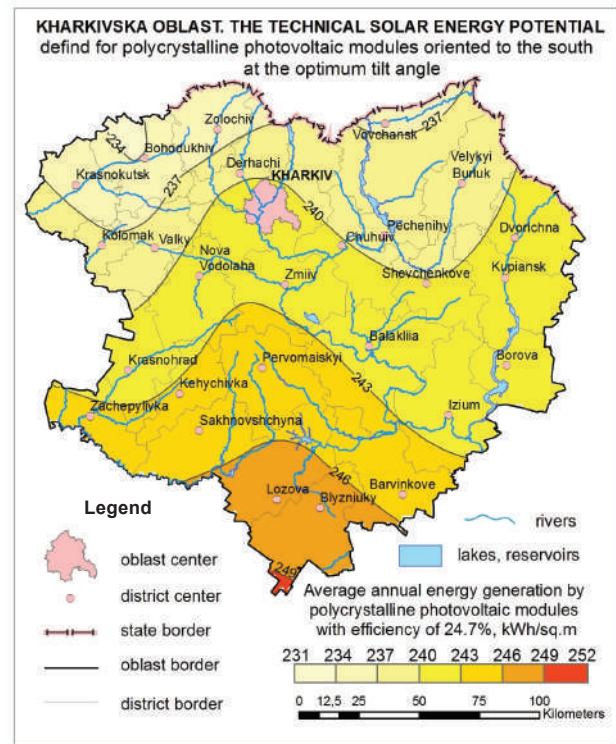 KHARKIVSKA OBLAST. THE TECHNICAL SOLAR ENERGY POTENTIAL
defind for polycrystalline photovoltaic modules oriented to the south
at the optimum tilt angle
Zolochiv
234
Bohodukhiv
Vovchansk
237
Krasnokutsk
237
Derhachi
KHARKIV
Velykyi
Burluk
240
Kolomak
Valky
Nova
Vodolaha
Chuhuiv
Pechenihy
Dvorichna
Zmiiv
Shevchenkove
Kupiansk
Balakliia
Krasnohrad
Pervomaiskyi
243
Borova
Kehychivka
Zachepylivka
Sakhnovshchyna
Izium
246
Barvinkove
Lozova
Blyzniuky
249
Legend
oblast center
district center
state border
oblast border
district border
rivers
lakes, reservoirs
Average annual energy generation by
polycrystalline photovoltaic modules
with efficiency of 24.7%, kWh/sq.m
231 234 237 240 243 246 249 252
0 12,5 25 50 75 100
Kilometers